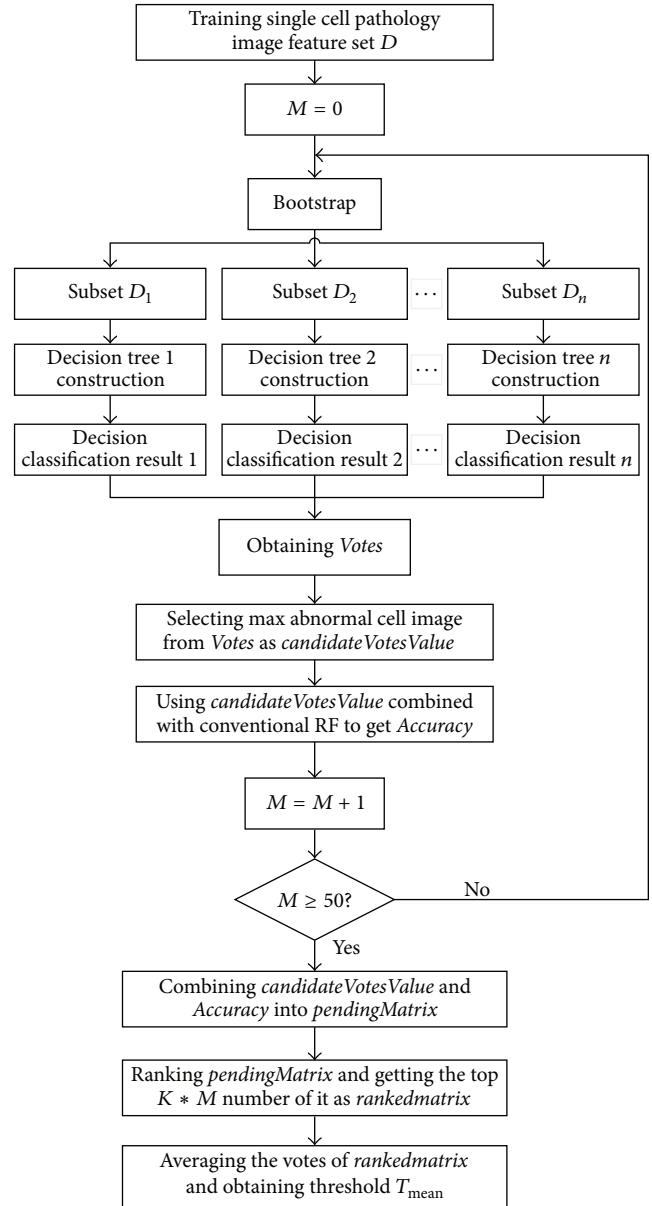 Training single cell pathology
image feature set D
M = 0
Bootstrap
Subset D₁
Subset D₂
...
Subset Dₙ
Decision tree 1
construction
Decision tree 2
construction
...
Decision tree n
construction
Decision
classification result 1
Decision
classification result 2
...
Decision
classification result n
Obtaining Votes
Selecting max abnormal cell image
from Votes as candidateVotesValue
Using candidateVotesValue combined
with conventional RF to get Accuracy
M = M + 1
M ≥ 50?
No
Yes
Combining candidateVotesValue and
Accuracy into pendingMatrix
Ranking pendingMatrix and getting the top
K * M number of it as rankedmatrix
Averaging the votes of rankedmatrix
and obtaining threshold T_mean